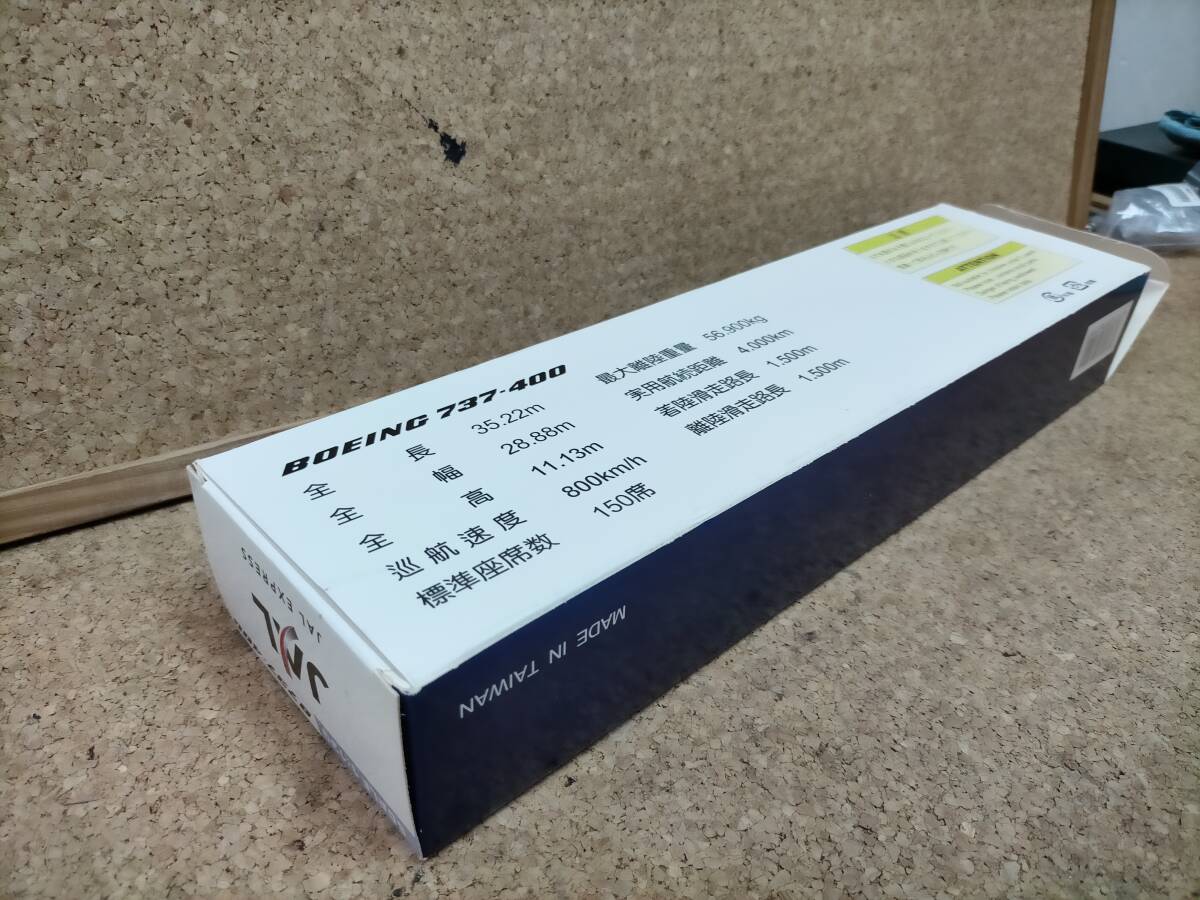 BOEING 737-400
全長 35.22m
全幅 28.88m
全高 11.13m
巡航速度 800km/h
標準座席数 150席
最大離陸重量 56,900kg
実用航続距離 4.000km
着陸滑走路長 1.500m
離陸滑走路長 1.500m
注意
ATTENTION
MADE IN TAIWAN
JAL
JAL EXPRESS